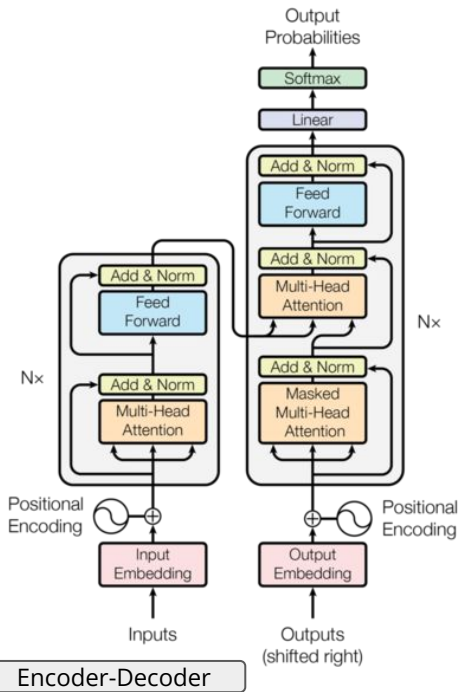 Output
Probabilities
Softmax
Linear
Add & Norm
Feed
Forward
Add & Norm
Multi-Head
Attention
Add & Norm
Masked
Multi-Head
Attention
Nx
Add & Norm
Feed
Forward
Nx
Add & Norm
Multi-Head
Attention
Positional
Encoding
Positional
Encoding
Input
Embedding
Output
Embedding
Inputs
Outputs
(shifted right)
Encoder-Decoder